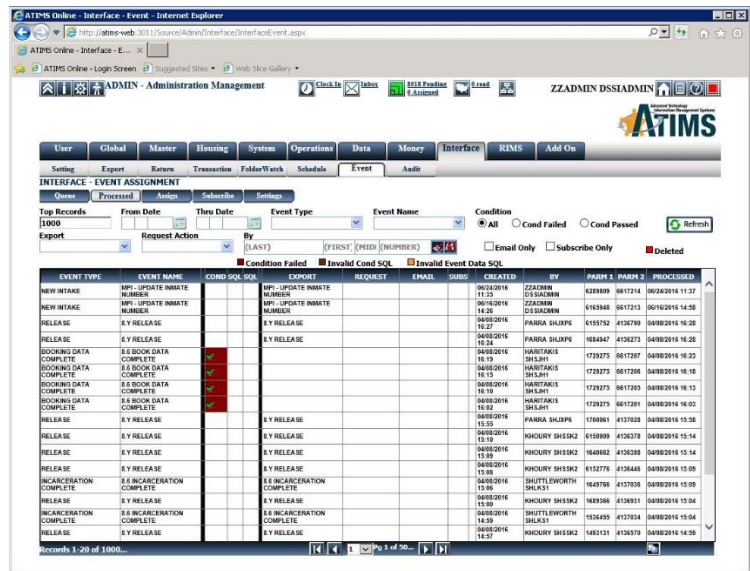 ATIMS Online - Interface - Event - Internet Explorer
http://atims-web:3011/Source/Admin/Interface/InterfaceEvent.aspx
ATIMS Online - Interface - E...
ATIMS Online - Login Screen Suggested Sites Web Slice Gallery
ADMIN - Administration Management Clock In Inbox 8818 Pending 0 Assigned 0 read ZZADMIN DSSIADMIN
ATIMS
User Global Master Housing System Operations Data Money Interface RIMS Add On
Setting Export Return Transaction FolderWatch Schedule Event Audit
INTERFACE - EVENT ASSIGNMENT
Queue Processed Assign Subscribe Settings
Top Records From Date Thru Date Event Type Event Name Condition
1000 All Cond Failed Cond Passed Refresh
Export Request Action By
(LAST) (FIRST) (MIDI) (NUMBER) Email Only Subscribe Only Deleted
Condition Failed Invalid Cond SQL Invalid Event Data SQL
EVENT TYPE EVENT NAME COND SQL SQL EXPORT REQUEST EMAIL SUBS CREATED BY PARM 1 PARM 2 PROCESSED
NEW INTAKE MPI - UPDATE INMATE NUMBER MPI - UPDATE INMATE NUMBER 06/24/2016 11:35 ZZADMIN DSSIADMIN 6289809 6617214 06/24/2016 11:37
NEW INTAKE MPI - UPDATE INMATE NUMBER MPI - UPDATE INMATE NUMBER 06/16/2016 14:26 ZZADMIN DSSIADMIN 6165948 6617213 06/16/2016 14:58
RELEASE 8.Y RELEASE 8.Y RELEASE 04/08/2016 16:27 PARRA SHJXP6 6155752 4136790 04/08/2016 16:28
RELEASE 8.Y RELEASE 8.Y RELEASE 04/08/2016 16:24 PARRA SHJXP6 1684947 4136273 04/08/2016 16:28
BOOKING DATA COMPLETE 8.6 BOOK DATA COMPLETE 04/08/2016 16:19 HARITAKIS SHSJH1 1729275 6617207 04/08/2016 16:23
BOOKING DATA COMPLETE 8.6 BOOK DATA COMPLETE 04/08/2016 16:15 HARITAKIS SHSJH1 1729275 6617206 04/08/2016 16:18
BOOKING DATA COMPLETE 8.6 BOOK DATA COMPLETE 04/08/2016 16:10 HARITAKIS SHSJH1 1729275 6617205 04/08/2016 16:13
BOOKING DATA COMPLETE 8.6 BOOK DATA COMPLETE 04/08/2016 16:02 HARITAKIS SHSJH1 1729275 6617201 04/08/2016 16:03
RELEASE 8.Y RELEASE 8.Y RELEASE 04/08/2016 15:55 PARRA SHJXP6 1700061 4137028 04/08/2016 15:58
RELEASE 8.Y RELEASE 8.Y RELEASE 04/08/2016 15:10 KHOURY SHSSK2 6150909 4136378 04/08/2016 15:14
RELEASE 8.Y RELEASE 8.Y RELEASE 04/08/2016 15:09 KHOURY SHSSK2 1640662 4136398 04/08/2016 15:14
RELEASE 8.Y RELEASE 8.Y RELEASE 04/08/2016 15:08 KHOURY SHSSK2 6152776 4136446 04/08/2016 15:09
INCARCERATION COMPLETE 8.6 INCARCERATION COMPLETE 8.6 INCARCERATION COMPLETE 04/08/2016 15:06 SHUTTLEWORTH SHLKS1 1649766 4137036 04/08/2016 15:09
RELEASE 8.Y RELEASE 8.Y RELEASE 04/08/2016 15:00 KHOURY SHSSK2 1689366 4136931 04/08/2016 15:04
INCARCERATION COMPLETE 8.6 INCARCERATION COMPLETE 8.6 INCARCERATION COMPLETE 04/08/2016 14:59 SHUTTLEWORTH SHLKS1 1536455 4137034 04/08/2016 15:04
RELEASE 8.Y RELEASE 8.Y RELEASE 04/08/2016 14:57 KHOURY SHSSK2 1493131 4136570 04/08/2016 14:59
Records 1-20 of 1000... 1 Pg 1 of 50...